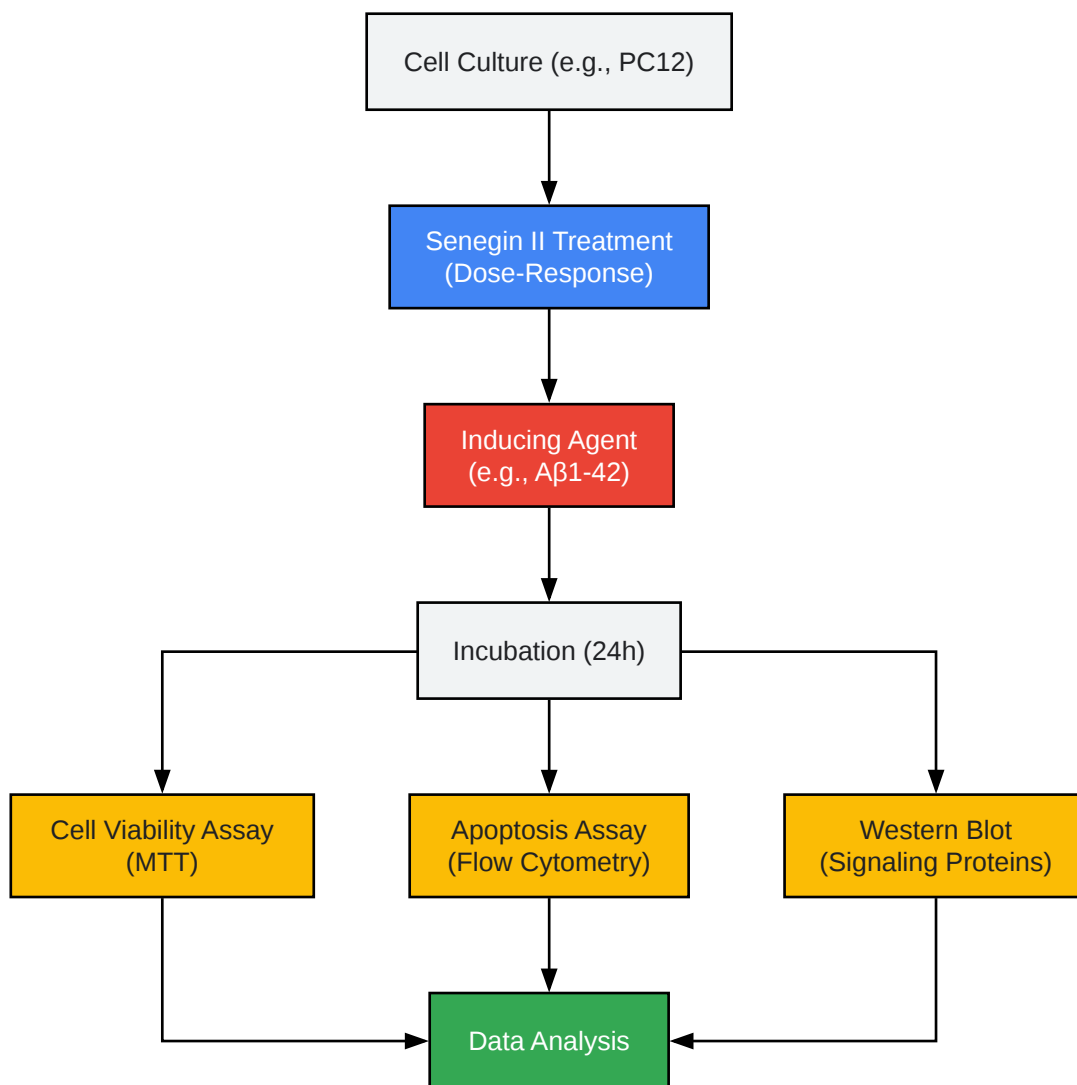 Cell Culture (e.g., PC12)
Senegin II Treatment
(Dose-Response)
Inducing Agent
(e.g., Aβ1-42)
Incubation (24h)
Cell Viability Assay
(MTT)
Apoptosis Assay
(Flow Cytometry)
Western Blot
(Signaling Proteins)
Data Analysis